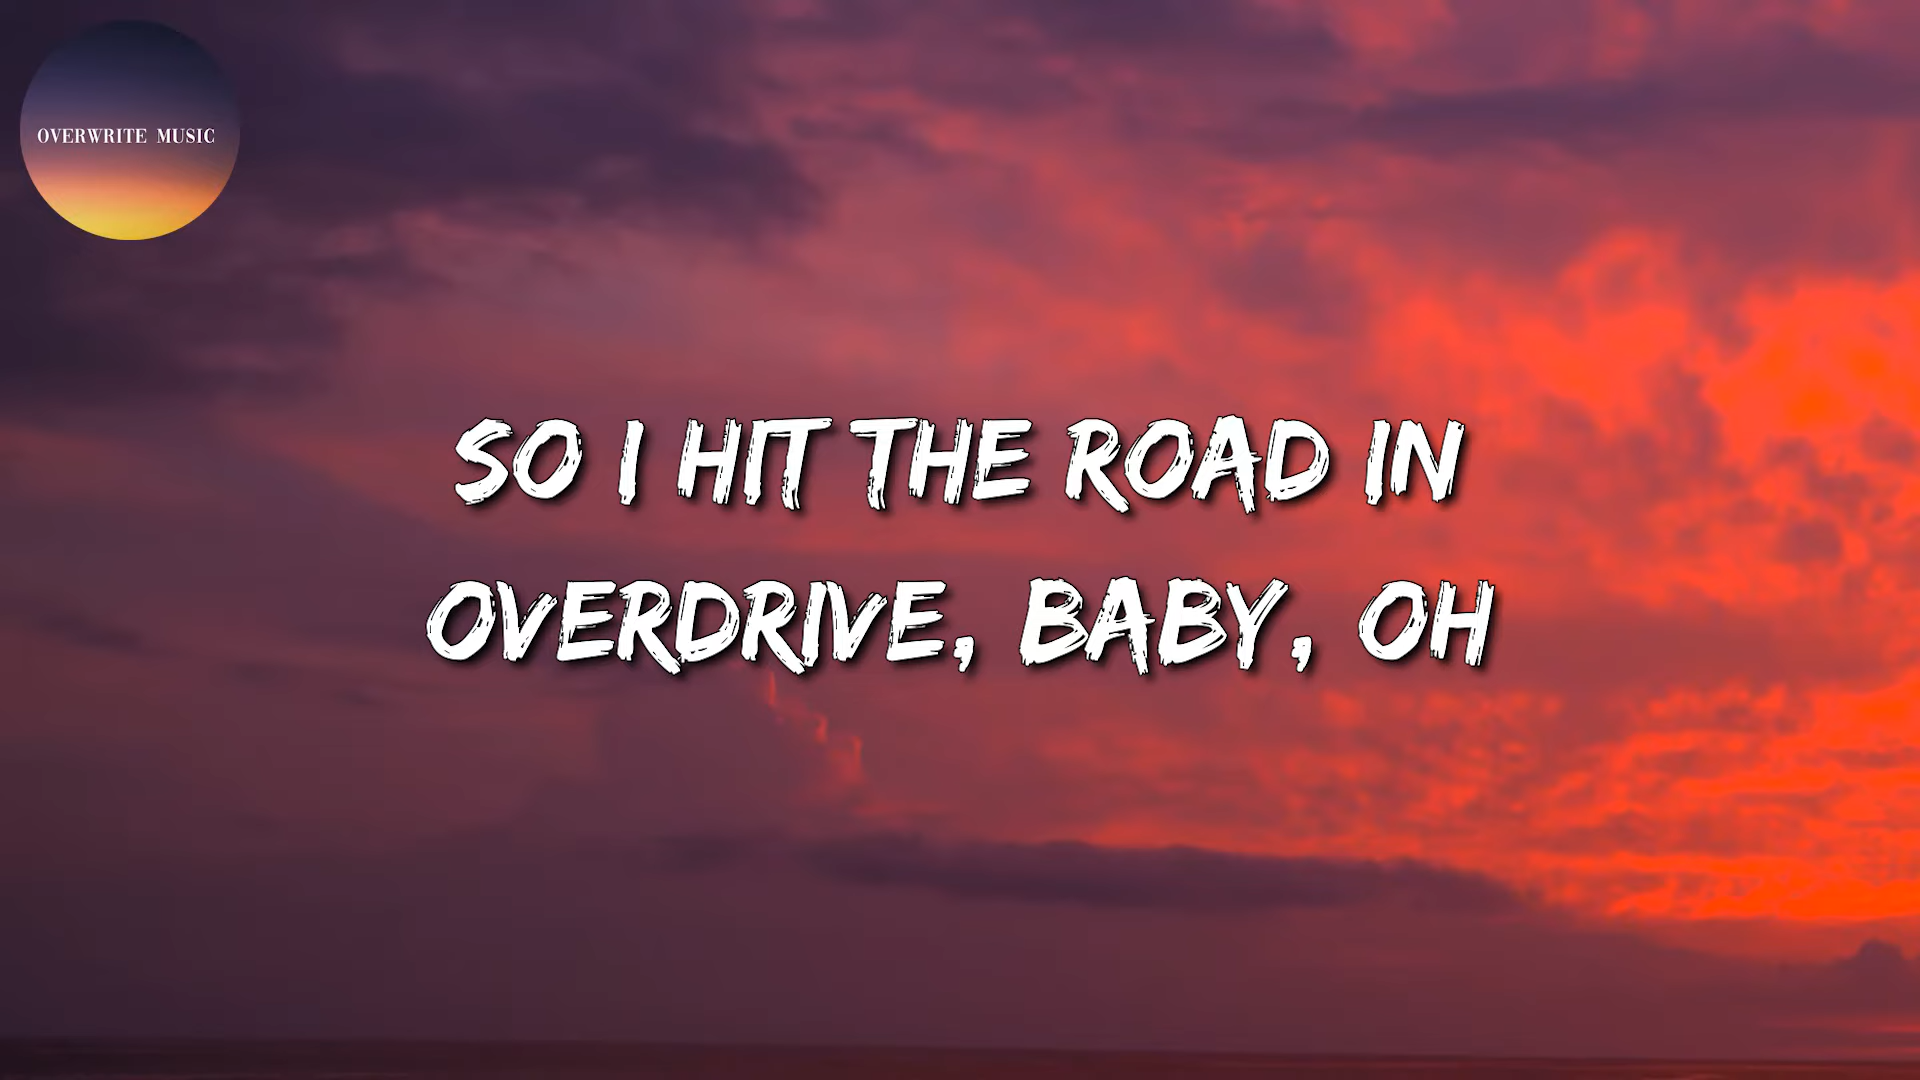 OVERWRITE MUSIC
SO I HIT THE ROAD IN
OVERDRIVE, BABY, OH